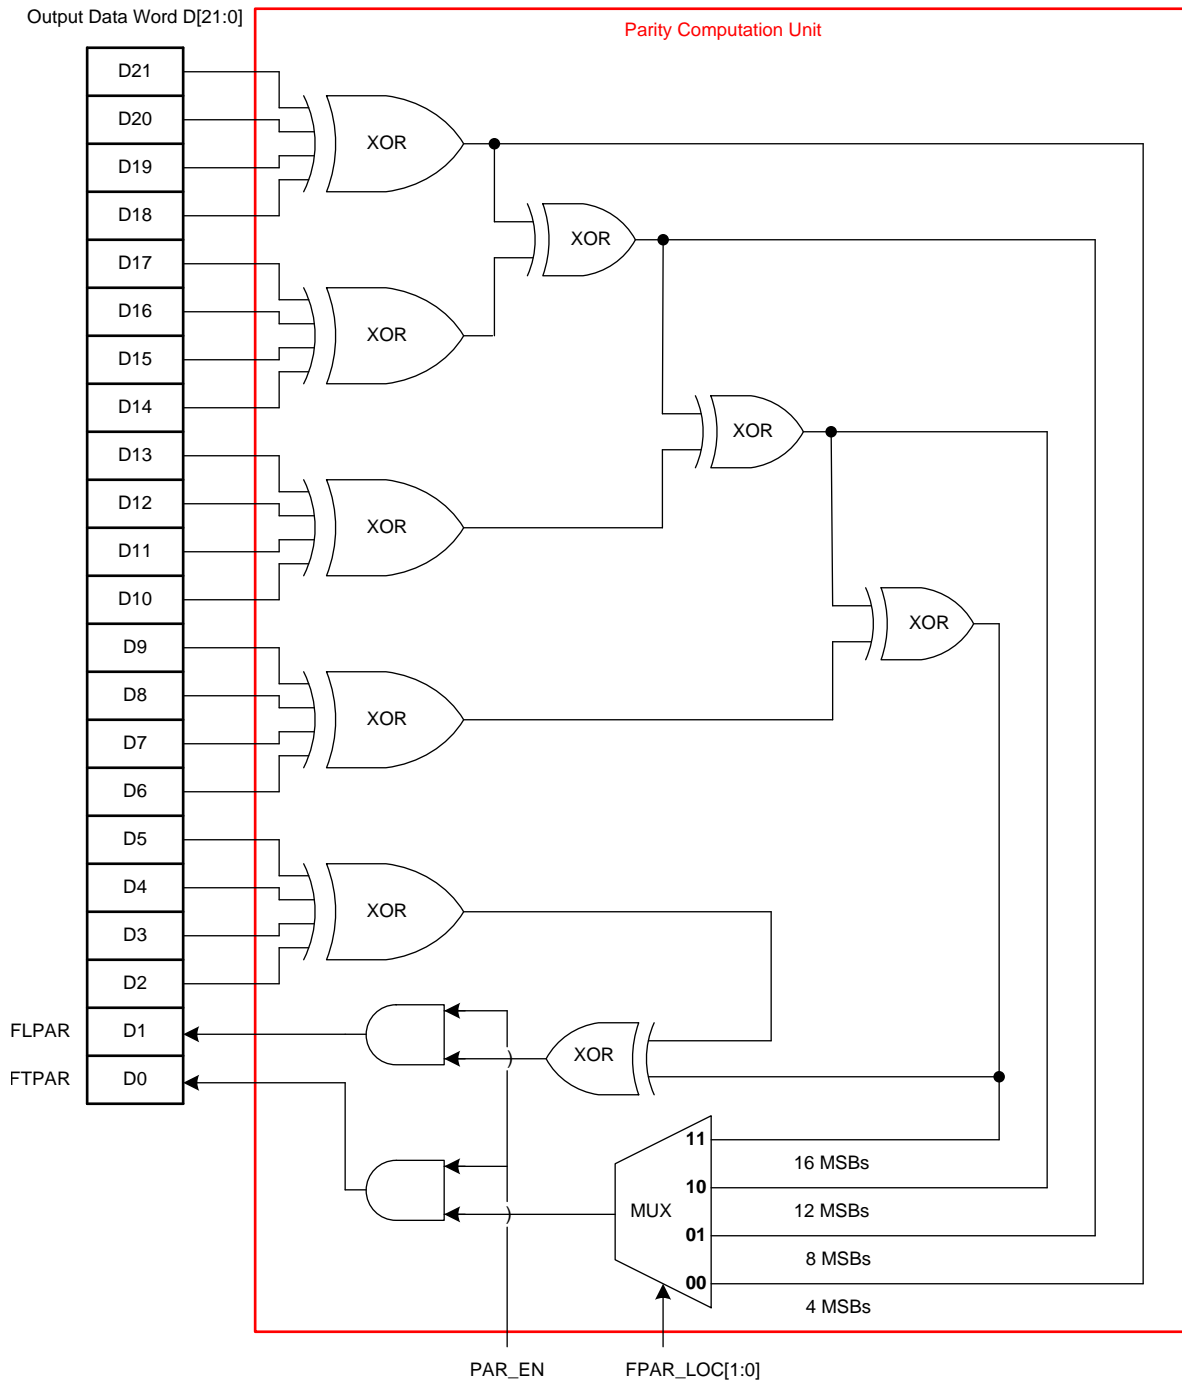 Output Data Word D[21:0]
Parity Computation Unit
D21
D20
D19
D18
D17
D16
D15
D14
D13
D12
D11
D10
D9
D8
D7
D6
D5
D4
D3
D2
FLPAR
D1
FTPAR
D0
XOR
XOR
XOR
XOR
XOR
XOR
XOR
XOR
XOR
XOR
MUX
11
16 MSBs
10
12 MSBs
01
8 MSBs
00
4 MSBs
PAR_EN
FPAR_LOC[1:0]